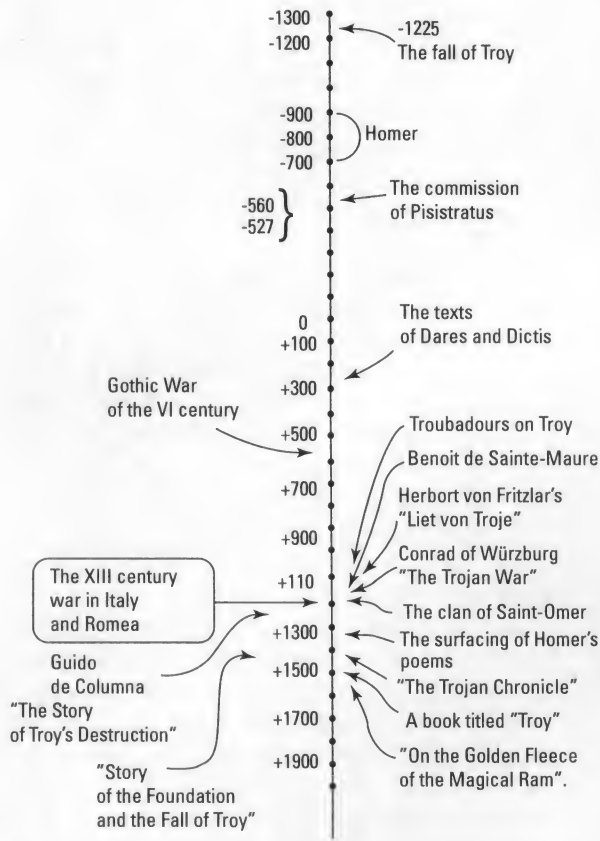 -1300
-1200
-1225
The fall of Troy
-900
-800
-700
Homer
-560
-527
The commission
of Pisistratus
0
+100
The texts
of Dares and Dictis
+300
Gothic War
of the VI century
+500
Troubadours on Troy
Benoit de Sainte-Maure
+700
Herbort von Fritzlar's
"Liet von Troje"
+900
Conrad of Würzburg
"The Trojan War"
+110
The XIII century
war in Italy
and Romea
The clan of Saint-Omer
+1300
The surfacing of Homer's
poems
Guido
de Columna
"The Story
of Troy's Destruction"
+1500
"The Trojan Chronicle"
+1700
A book titled "Troy"
+1900
"On the Golden Fleece
of the Magical Ram".
"Story
of the Foundation
and the Fall of Troy"